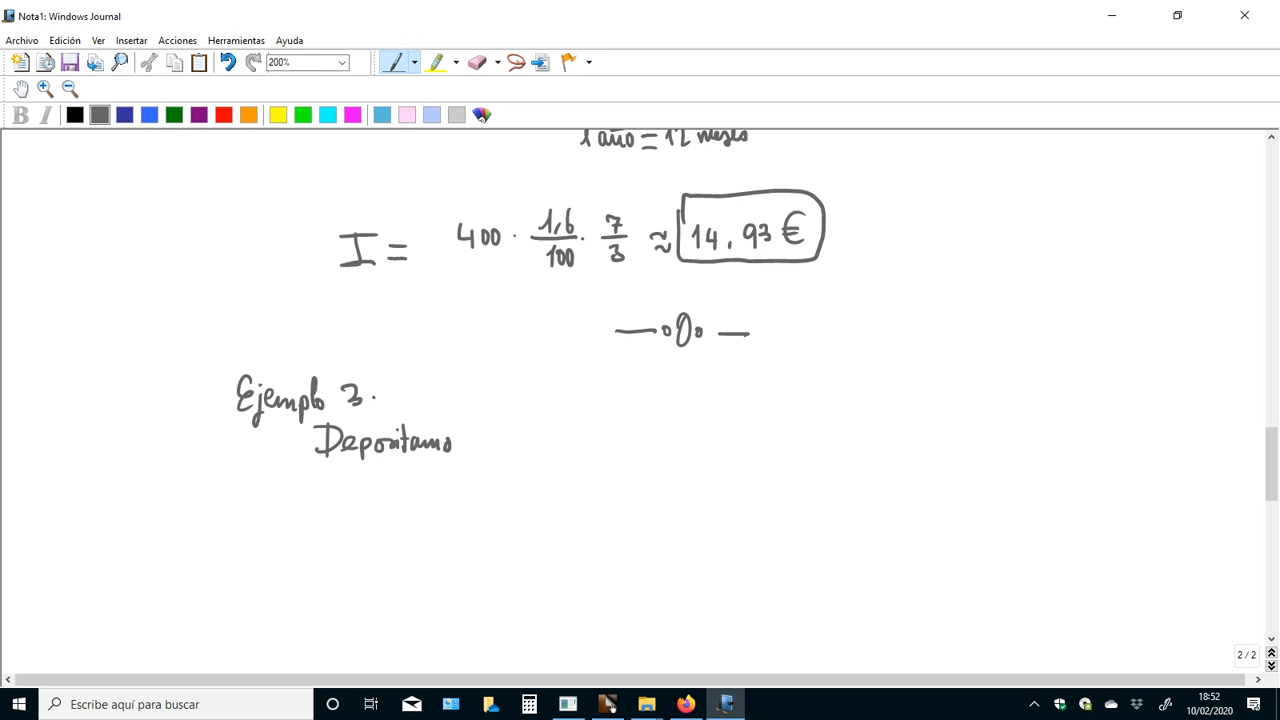 Nota1: Windows Journal
Archivo Edición Ver Insertar Acciones Herramientas Ayuda
200%
B I
1 año = 12 meses
I = 400 · 1,6/100 · 7/3 ≈ 14,93 €
Ejemplo 3.
Depositamo
2 / 2
Escribe aquí para buscar
18:52
10/02/2020